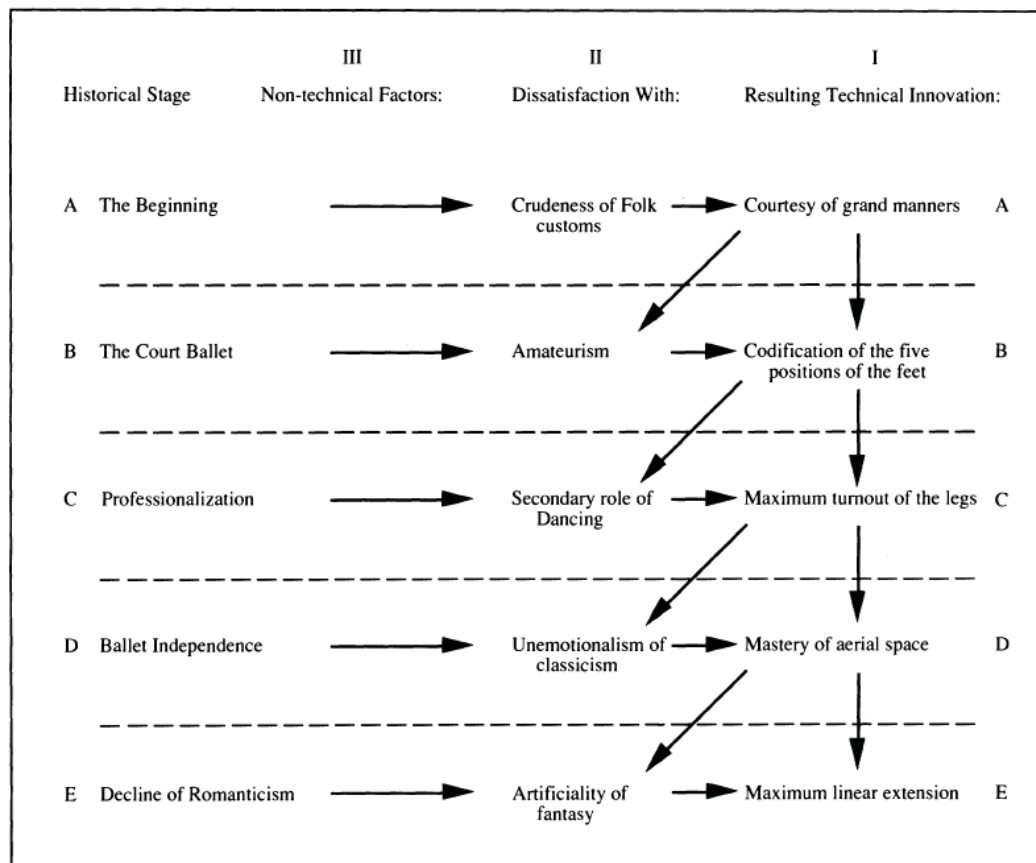 III II I
Historical Stage Non-technical Factors: Dissatisfaction With: Resulting Technical Innovation:
A The Beginning Crudeness of Folk Courtesy of grand manners A
customs
B The Court Ballet Amateurism Codification of the five B
positions of the feet
C Professionalization Secondary role of Maximum turnout of the legs C
Dancing
D Ballet Independence Unemotionalism of Mastery of aerial space D
classicism
E Decline of Romanticism Artificiality of Maximum linear extension E
fantasy